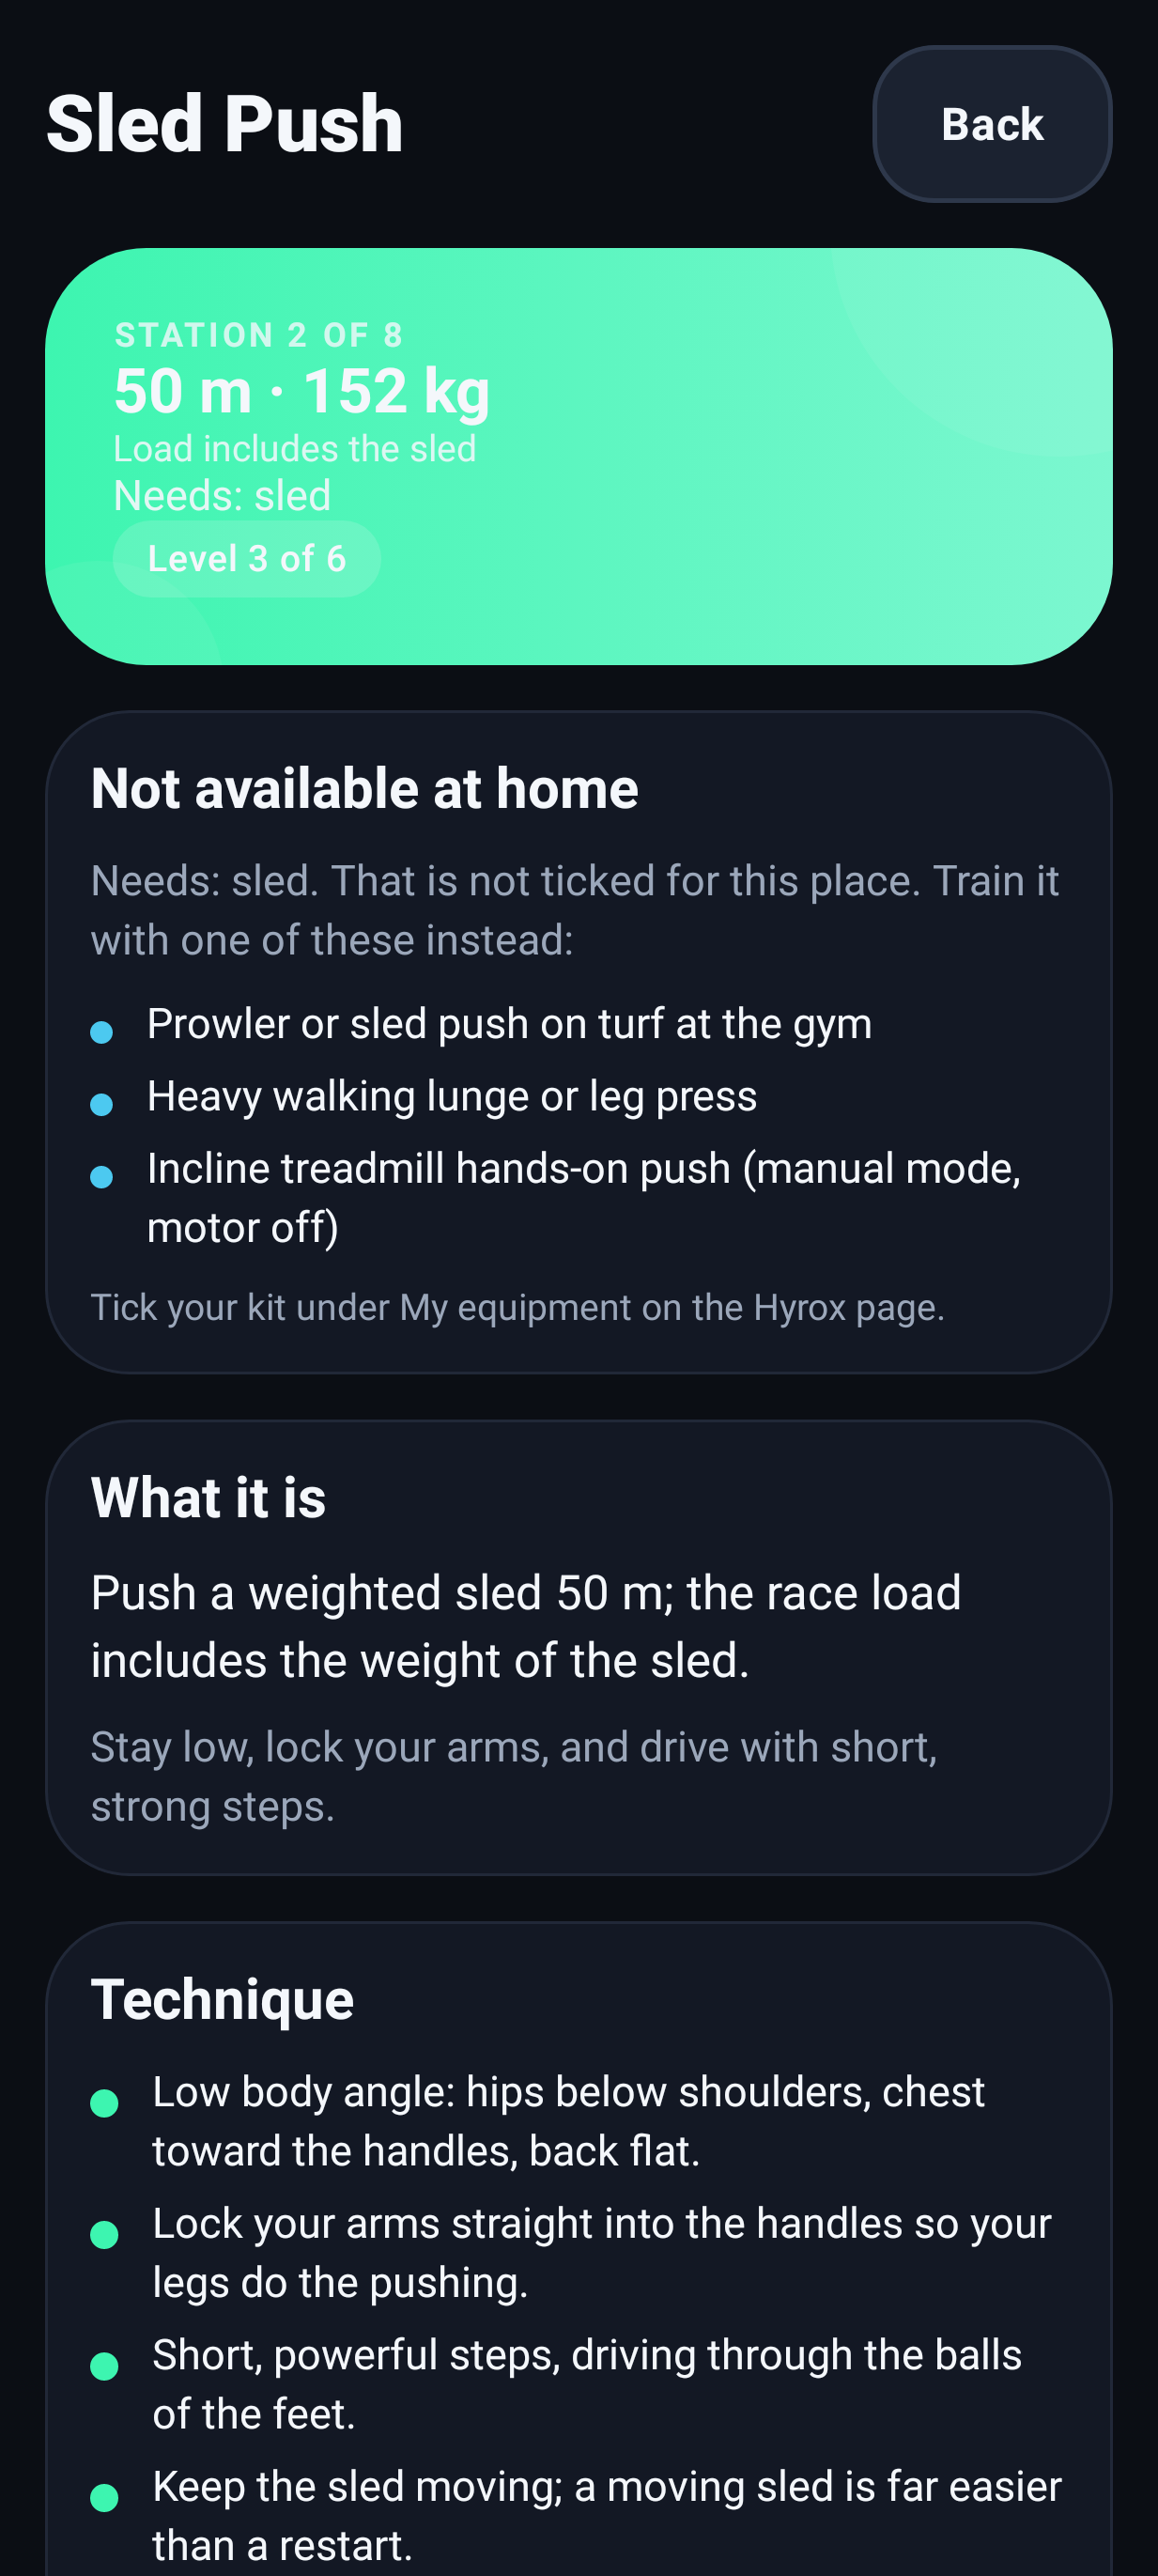 Sled Push
Back
STATION 2 OF 8
50 m · 152 kg
Load includes the sled
Needs: sled
Level 3 of 6
Not available at home
Needs: sled. That is not ticked for this place. Train it
with one of these instead:
Prowler or sled push on turf at the gym
Heavy walking lunge or leg press
Incline treadmill hands-on push (manual mode,
motor off)
Tick your kit under My equipment on the Hyrox page.
What it is
Push a weighted sled 50 m; the race load
includes the weight of the sled.
Stay low, lock your arms, and drive with short,
strong steps.
Technique
Low body angle: hips below shoulders, chest
toward the handles, back flat.
Lock your arms straight into the handles so your
legs do the pushing.
Short, powerful steps, driving through the balls
of the feet.
Keep the sled moving; a moving sled is far easier
than a restart.